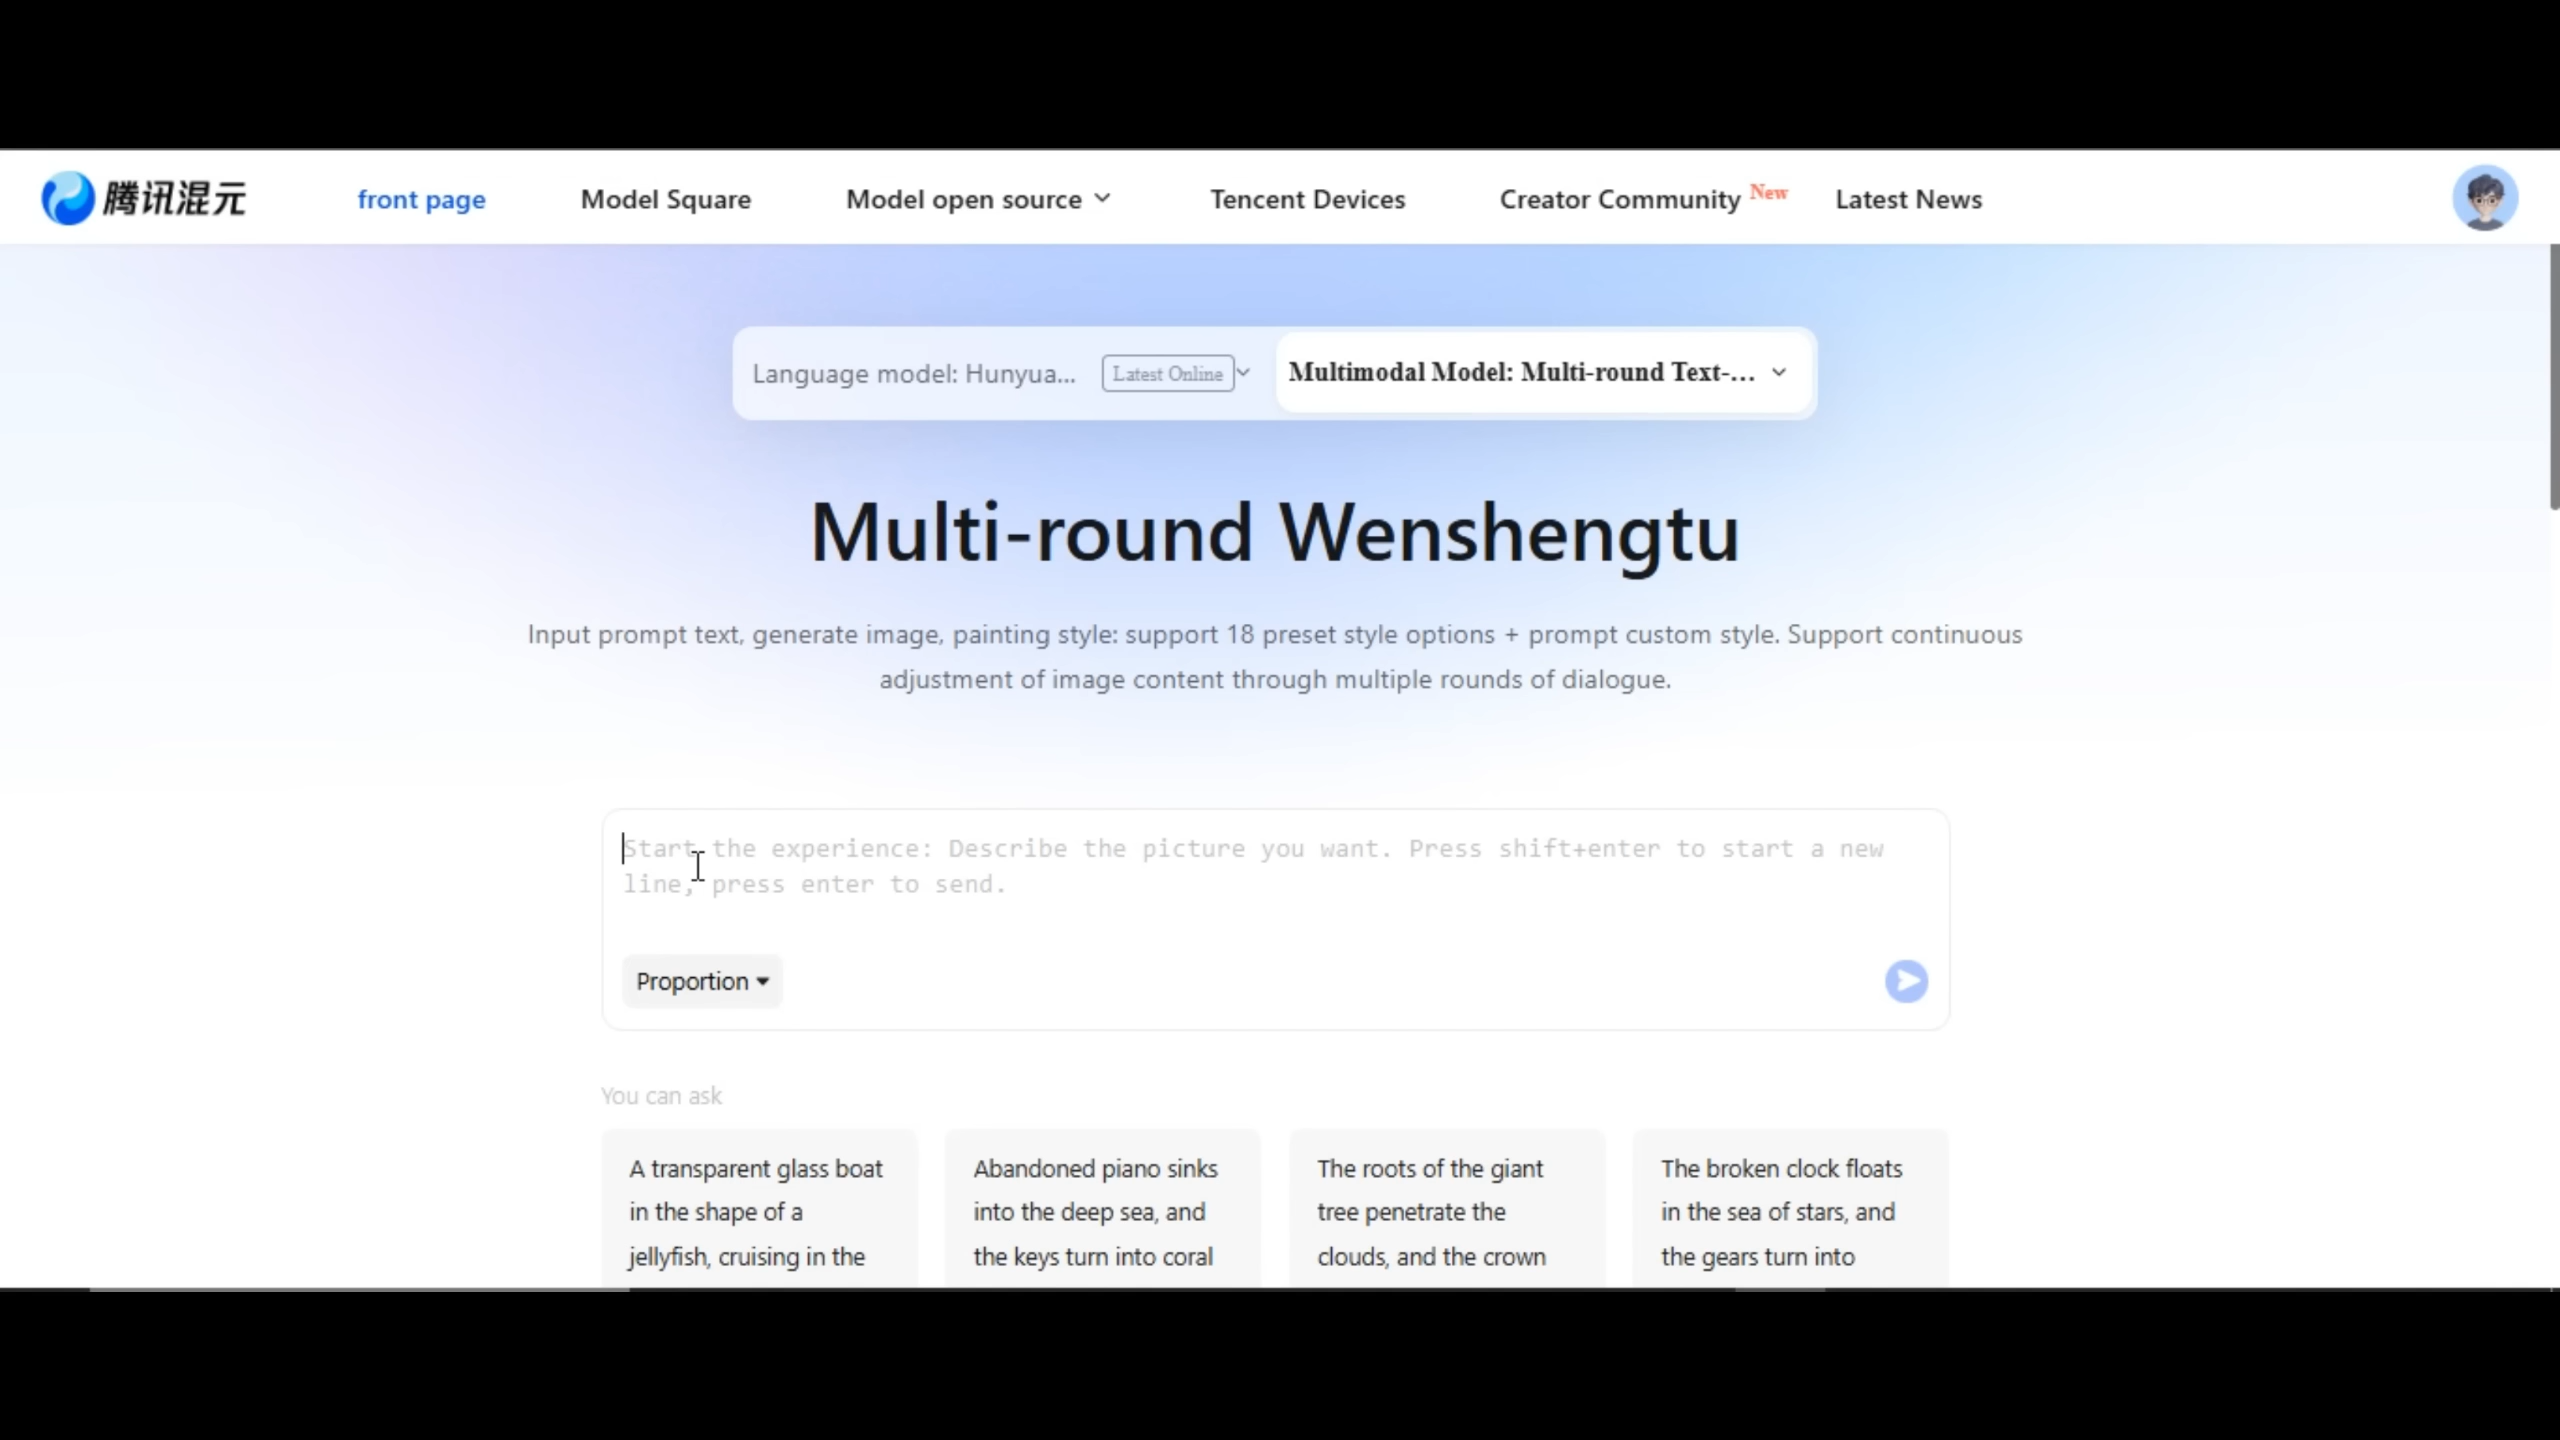 腾讯混元
front page
Model Square
Model open source
Tencent Devices
Creator Community New
Latest News
Language model: Hunyua...
Latest Online
Multimodal Model: Multi-round Text-...
Multi-round Wenshengtu
Input prompt text, generate image, painting style: support 18 preset style options + prompt custom style. Support continuous
adjustment of image content through multiple rounds of dialogue.
Start the experience: Describe the picture you want. Press shift+enter to start a new
line, press enter to send.
Proportion
You can ask
A transparent glass boat
in the shape of a
jellyfish, cruising in the
Abandoned piano sinks
into the deep sea, and
the keys turn into coral
The roots of the giant
tree penetrate the
clouds, and the crown
The broken clock floats
in the sea of stars, and
the gears turn into